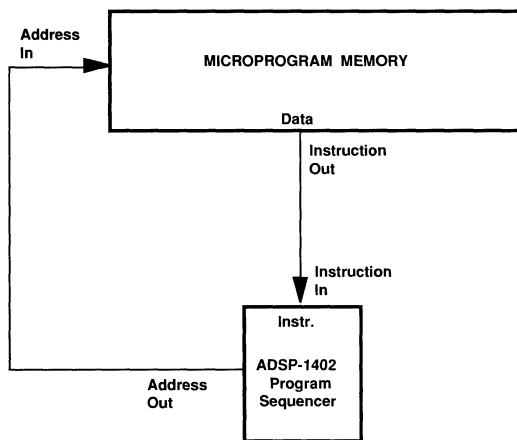 Address
In
MICROPROGRAM MEMORY
Data
Instruction
Out
Instruction
In
Instr.
ADSP-1402
Program
Sequencer
Address
Out